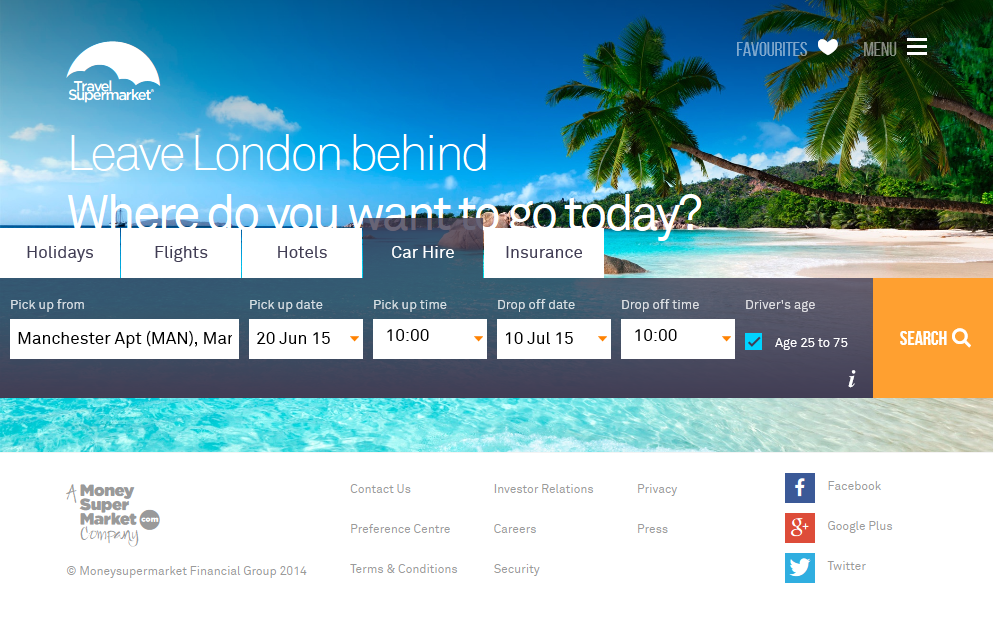 FAVOURITES
MENU
Travel
Supermarket
Leave London behind
Where do you want to go today?
Holidays
Flights
Hotels
Car Hire
Insurance
Pick up from
Pick up date
Pick up time
Drop off date
Drop off time
Driver's age
Manchester Apt (MAN), Mar
20 Jun 15
10:00
10 Jul 15
10:00
Age 25 to 75
SEARCH
i
A Money
Super
Market com
Company
© Moneysupermarket Financial Group 2014
Contact Us
Investor Relations
Privacy
Preference Centre
Careers
Press
Terms & Conditions
Security
f
Facebook
g+
Google Plus
Twitter